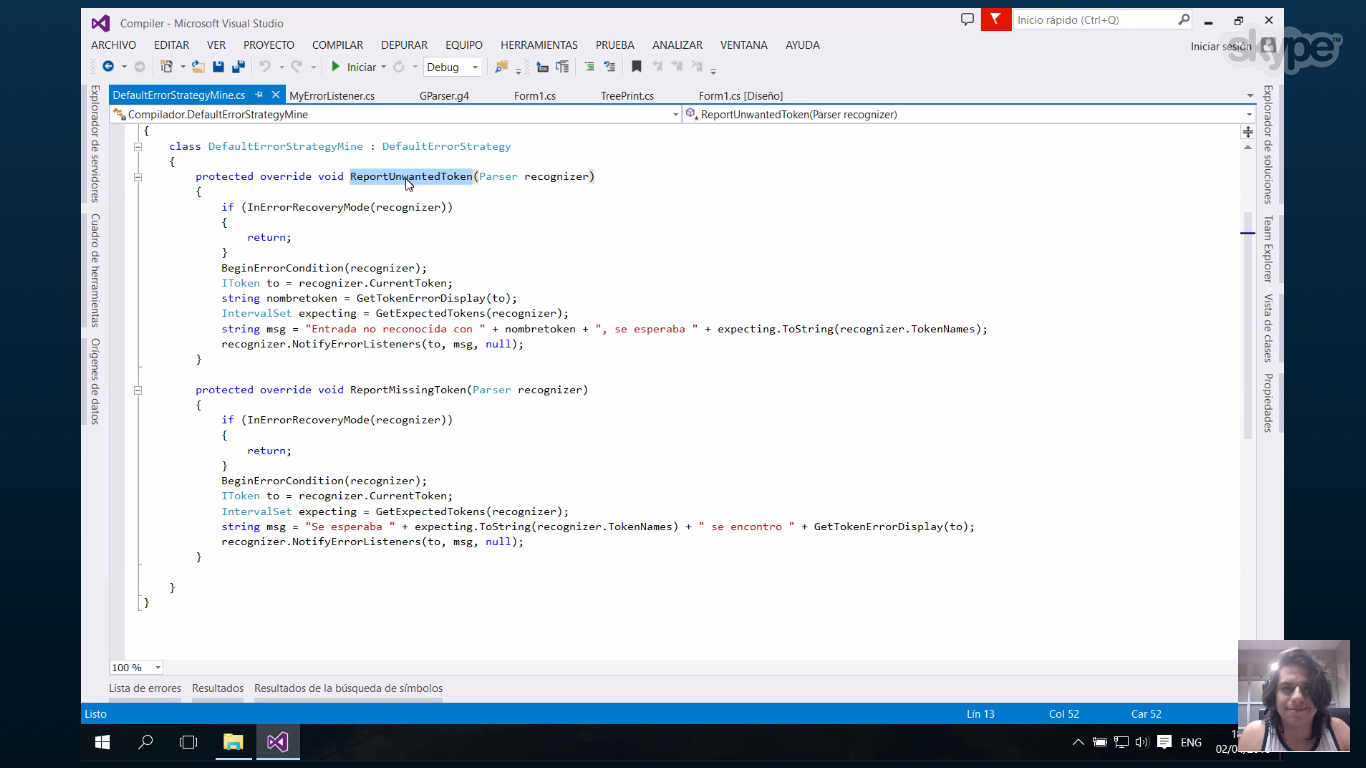 Compiler - Microsoft Visual Studio
Inicio rápido (Ctrl+Q)
ARCHIVO EDITAR VER PROYECTO COMPILAR DEPURAR EQUIPO HERRAMIENTAS PRUEBA ANALIZAR VENTANA AYUDA
Iniciar sesión
skype™
Iniciar Debug
DefaultErrorStrategyMine.cs MyErrorListener.cs GParser.g4 Form1.cs TreePrint.cs Form1.cs [Diseño]
Compilador.DefaultErrorStrategyMine ReportUnwantedToken(Parser recognizer)
Explorador de servidores
Cuadro de herramientas
Orígenes de datos
{
class DefaultErrorStrategyMine : DefaultErrorStrategy
{
protected override void ReportUnwantedToken(Parser recognizer)
{
if (InErrorRecoveryMode(recognizer))
{
return;
}
BeginErrorCondition(recognizer);
IToken to = recognizer.CurrentToken;
string nombretoken = GetTokenErrorDisplay(to);
IntervalSet expecting = GetExpectedTokens(recognizer);
string msg = "Entrada no reconocida con " + nombretoken + ", se esperaba " + expecting.ToString(recognizer.TokenNames);
recognizer.NotifyErrorListeners(to, msg, null);
}
protected override void ReportMissingToken(Parser recognizer)
{
if (InErrorRecoveryMode(recognizer))
{
return;
}
BeginErrorCondition(recognizer);
IToken to = recognizer.CurrentToken;
IntervalSet expecting = GetExpectedTokens(recognizer);
string msg = "Se esperaba " + expecting.ToString(recognizer.TokenNames) + " se encontro " + GetTokenErrorDisplay(to);
recognizer.NotifyErrorListeners(to, msg, null);
}
}
}
Explorador de soluciones
Team Explorer
Vista de clases
Propiedades
100 %
Lista de errores Resultados Resultados de la búsqueda de símbolos
Listo Lín 13 Col 52 Car 52
ENG